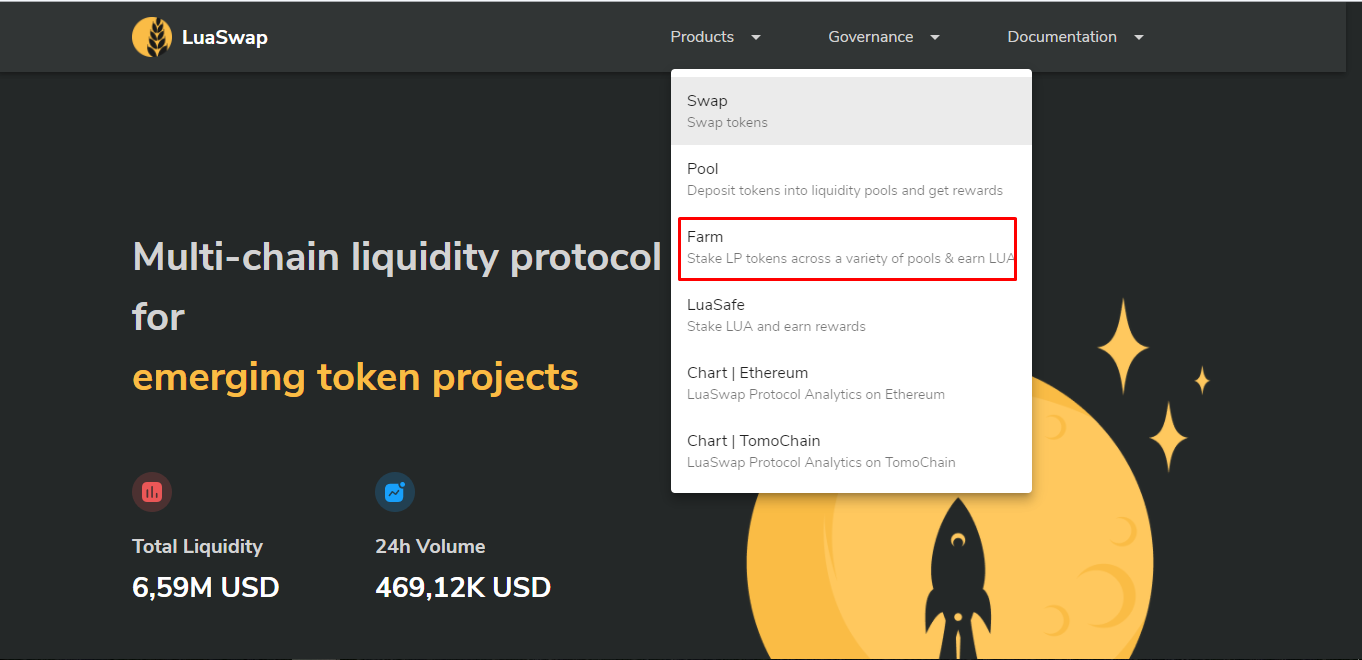 LuaSwap
Products
Governance
Documentation
Swap
Swap tokens
Pool
Deposit tokens into liquidity pools and get rewards
Farm
Stake LP tokens across a variety of pools & earn LUA
LuaSafe
Stake LUA and earn rewards
Chart | Ethereum
LuaSwap Protocol Analytics on Ethereum
Chart | TomoChain
LuaSwap Protocol Analytics on TomoChain
Multi-chain liquidity protocol
for
emerging token projects
Total Liquidity
6,59M USD
24h Volume
469,12K USD